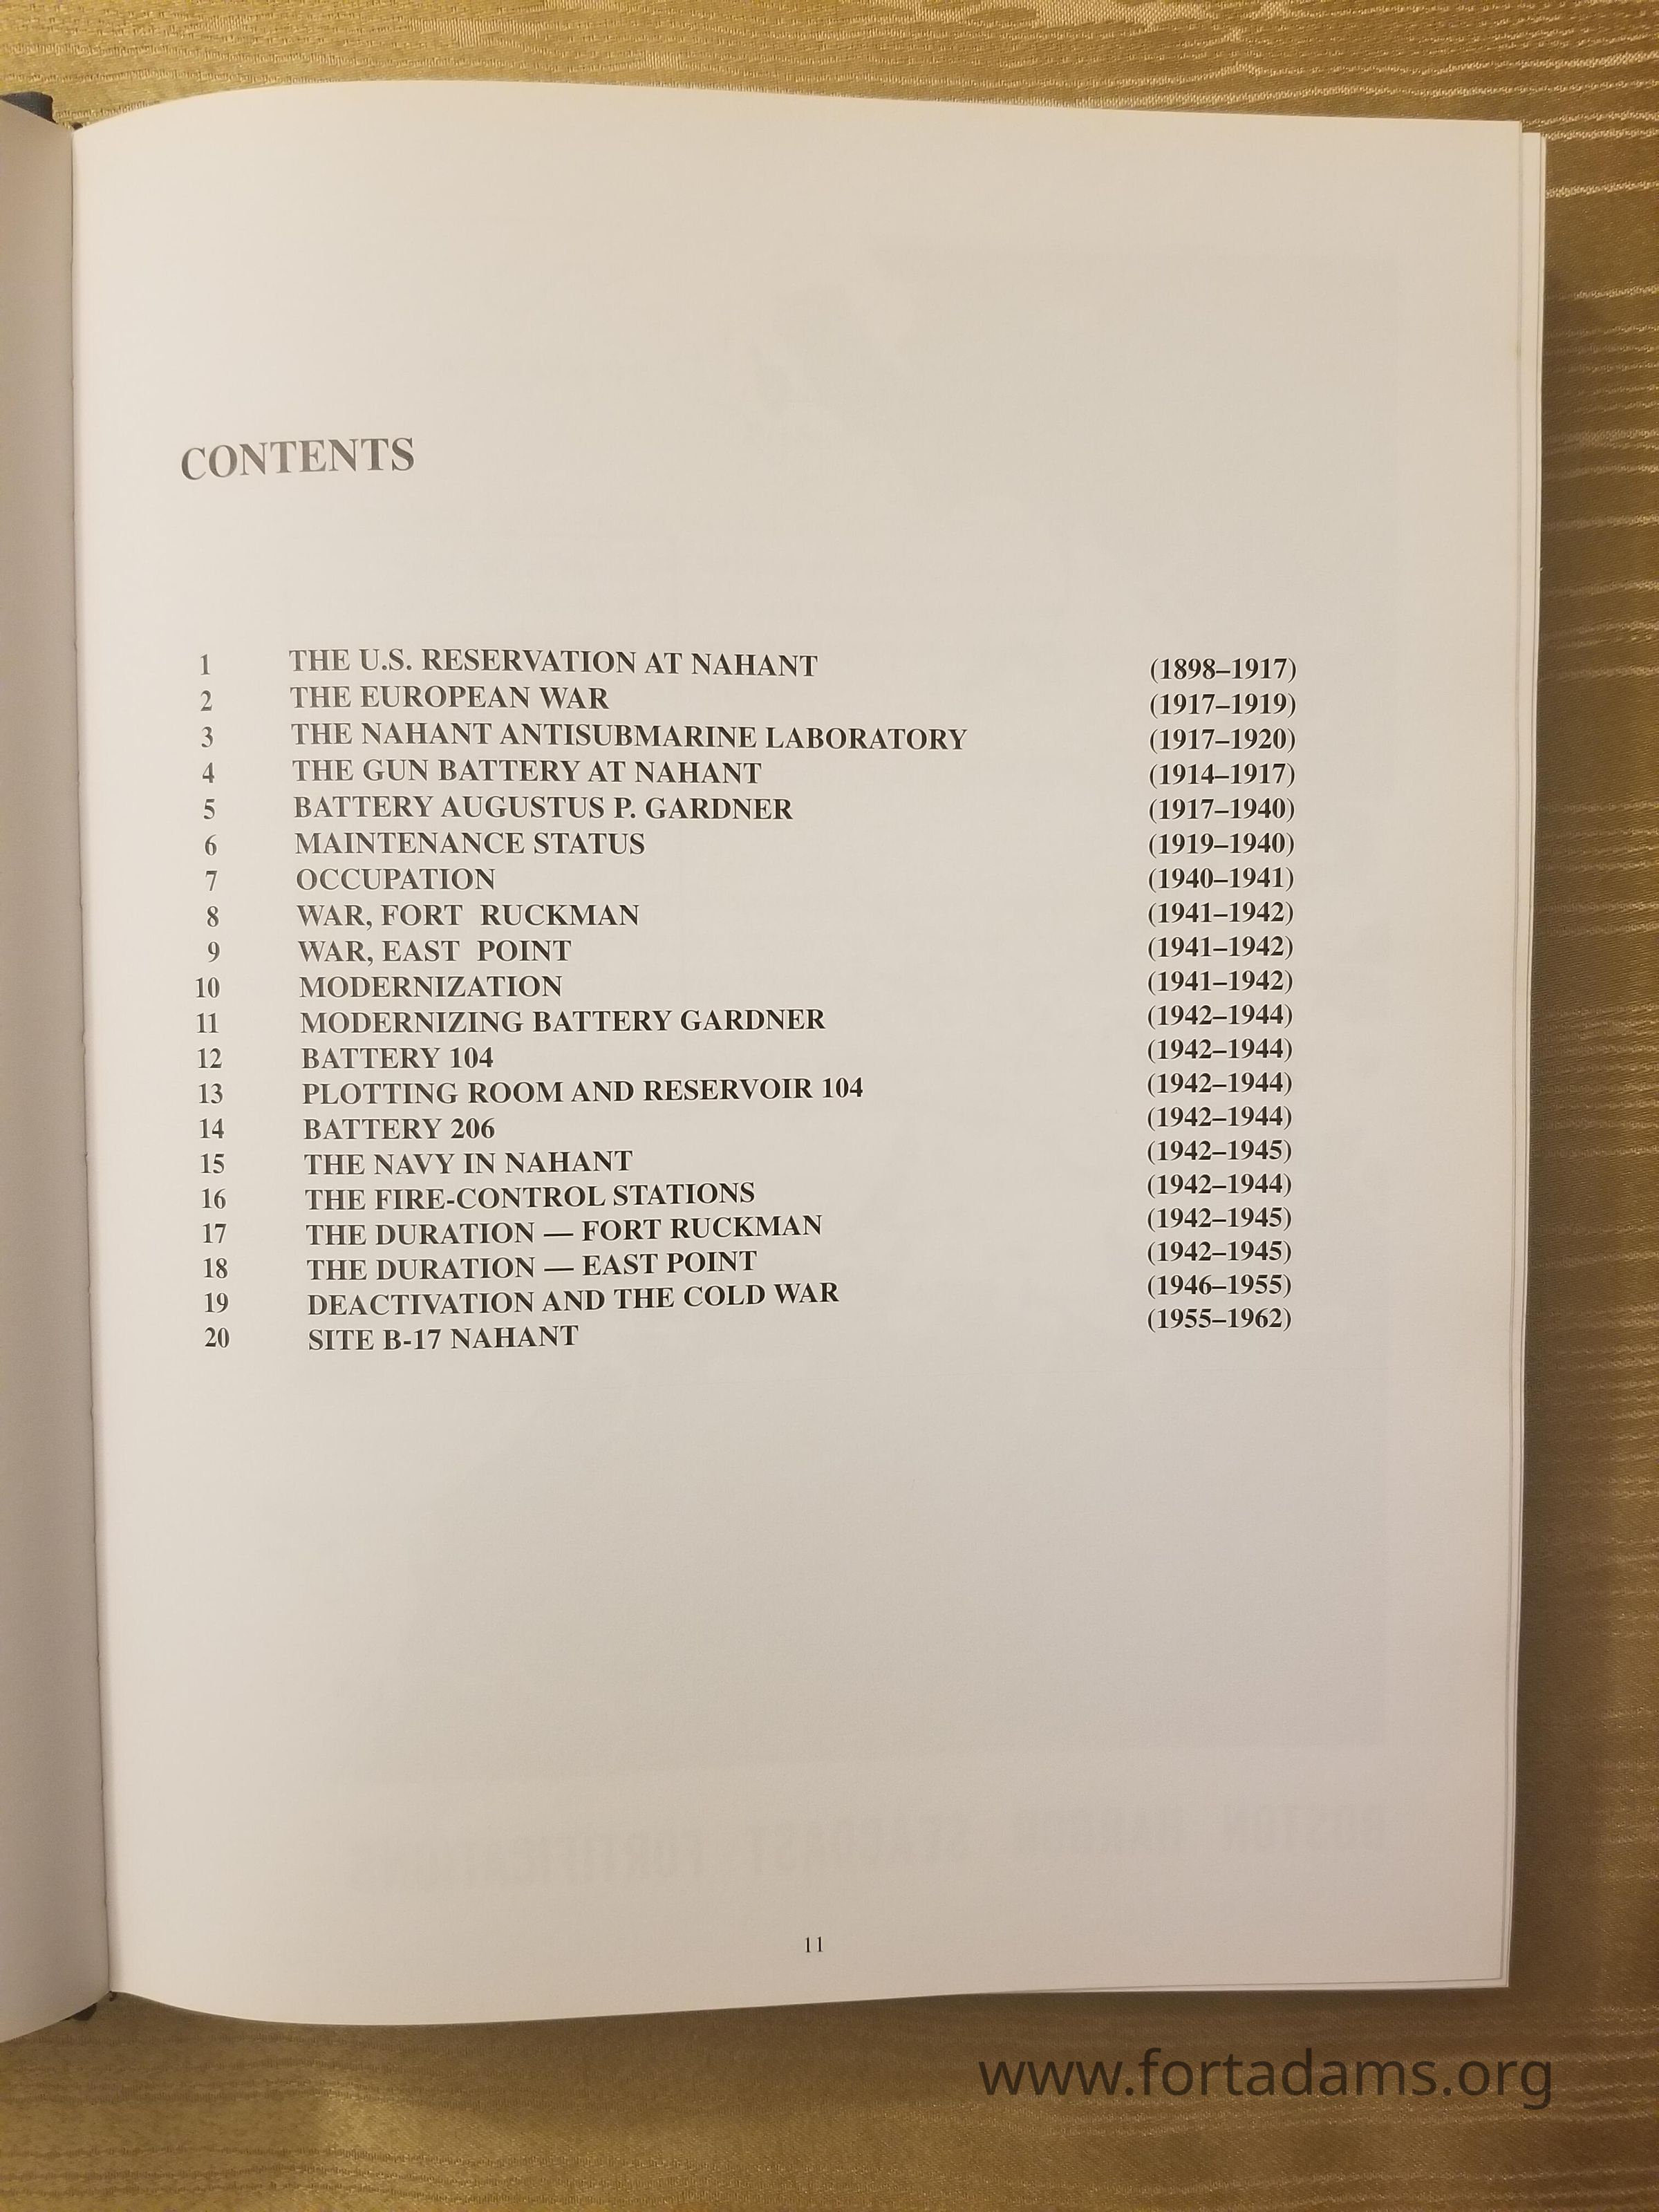 CONTENTS
1 THE U.S. RESERVATION AT NAHANT (1898–1917)
2 THE EUROPEAN WAR (1917–1919)
3 THE NAHANT ANTISUBMARINE LABORATORY (1917–1920)
4 THE GUN BATTERY AT NAHANT (1914–1917)
5 BATTERY AUGUSTUS P. GARDNER (1917–1940)
6 MAINTENANCE STATUS (1919–1940)
7 OCCUPATION (1940–1941)
8 WAR, FORT RUCKMAN (1941–1942)
9 WAR, EAST POINT (1941–1942)
10 MODERNIZATION (1941–1942)
11 MODERNIZING BATTERY GARDNER (1942–1944)
12 BATTERY 104 (1942–1944)
13 PLOTTING ROOM AND RESERVOIR 104 (1942–1944)
14 BATTERY 206 (1942–1944)
15 THE NAVY IN NAHANT (1942–1945)
16 THE FIRE-CONTROL STATIONS (1942–1944)
17 THE DURATION — FORT RUCKMAN (1942–1945)
18 THE DURATION — EAST POINT (1942–1945)
19 DEACTIVATION AND THE COLD WAR (1946–1955)
20 SITE B-17 NAHANT (1955–1962)
BOSTON HARBOR SEACOAST FORTIFICATIONS
11
www.fortadams.org